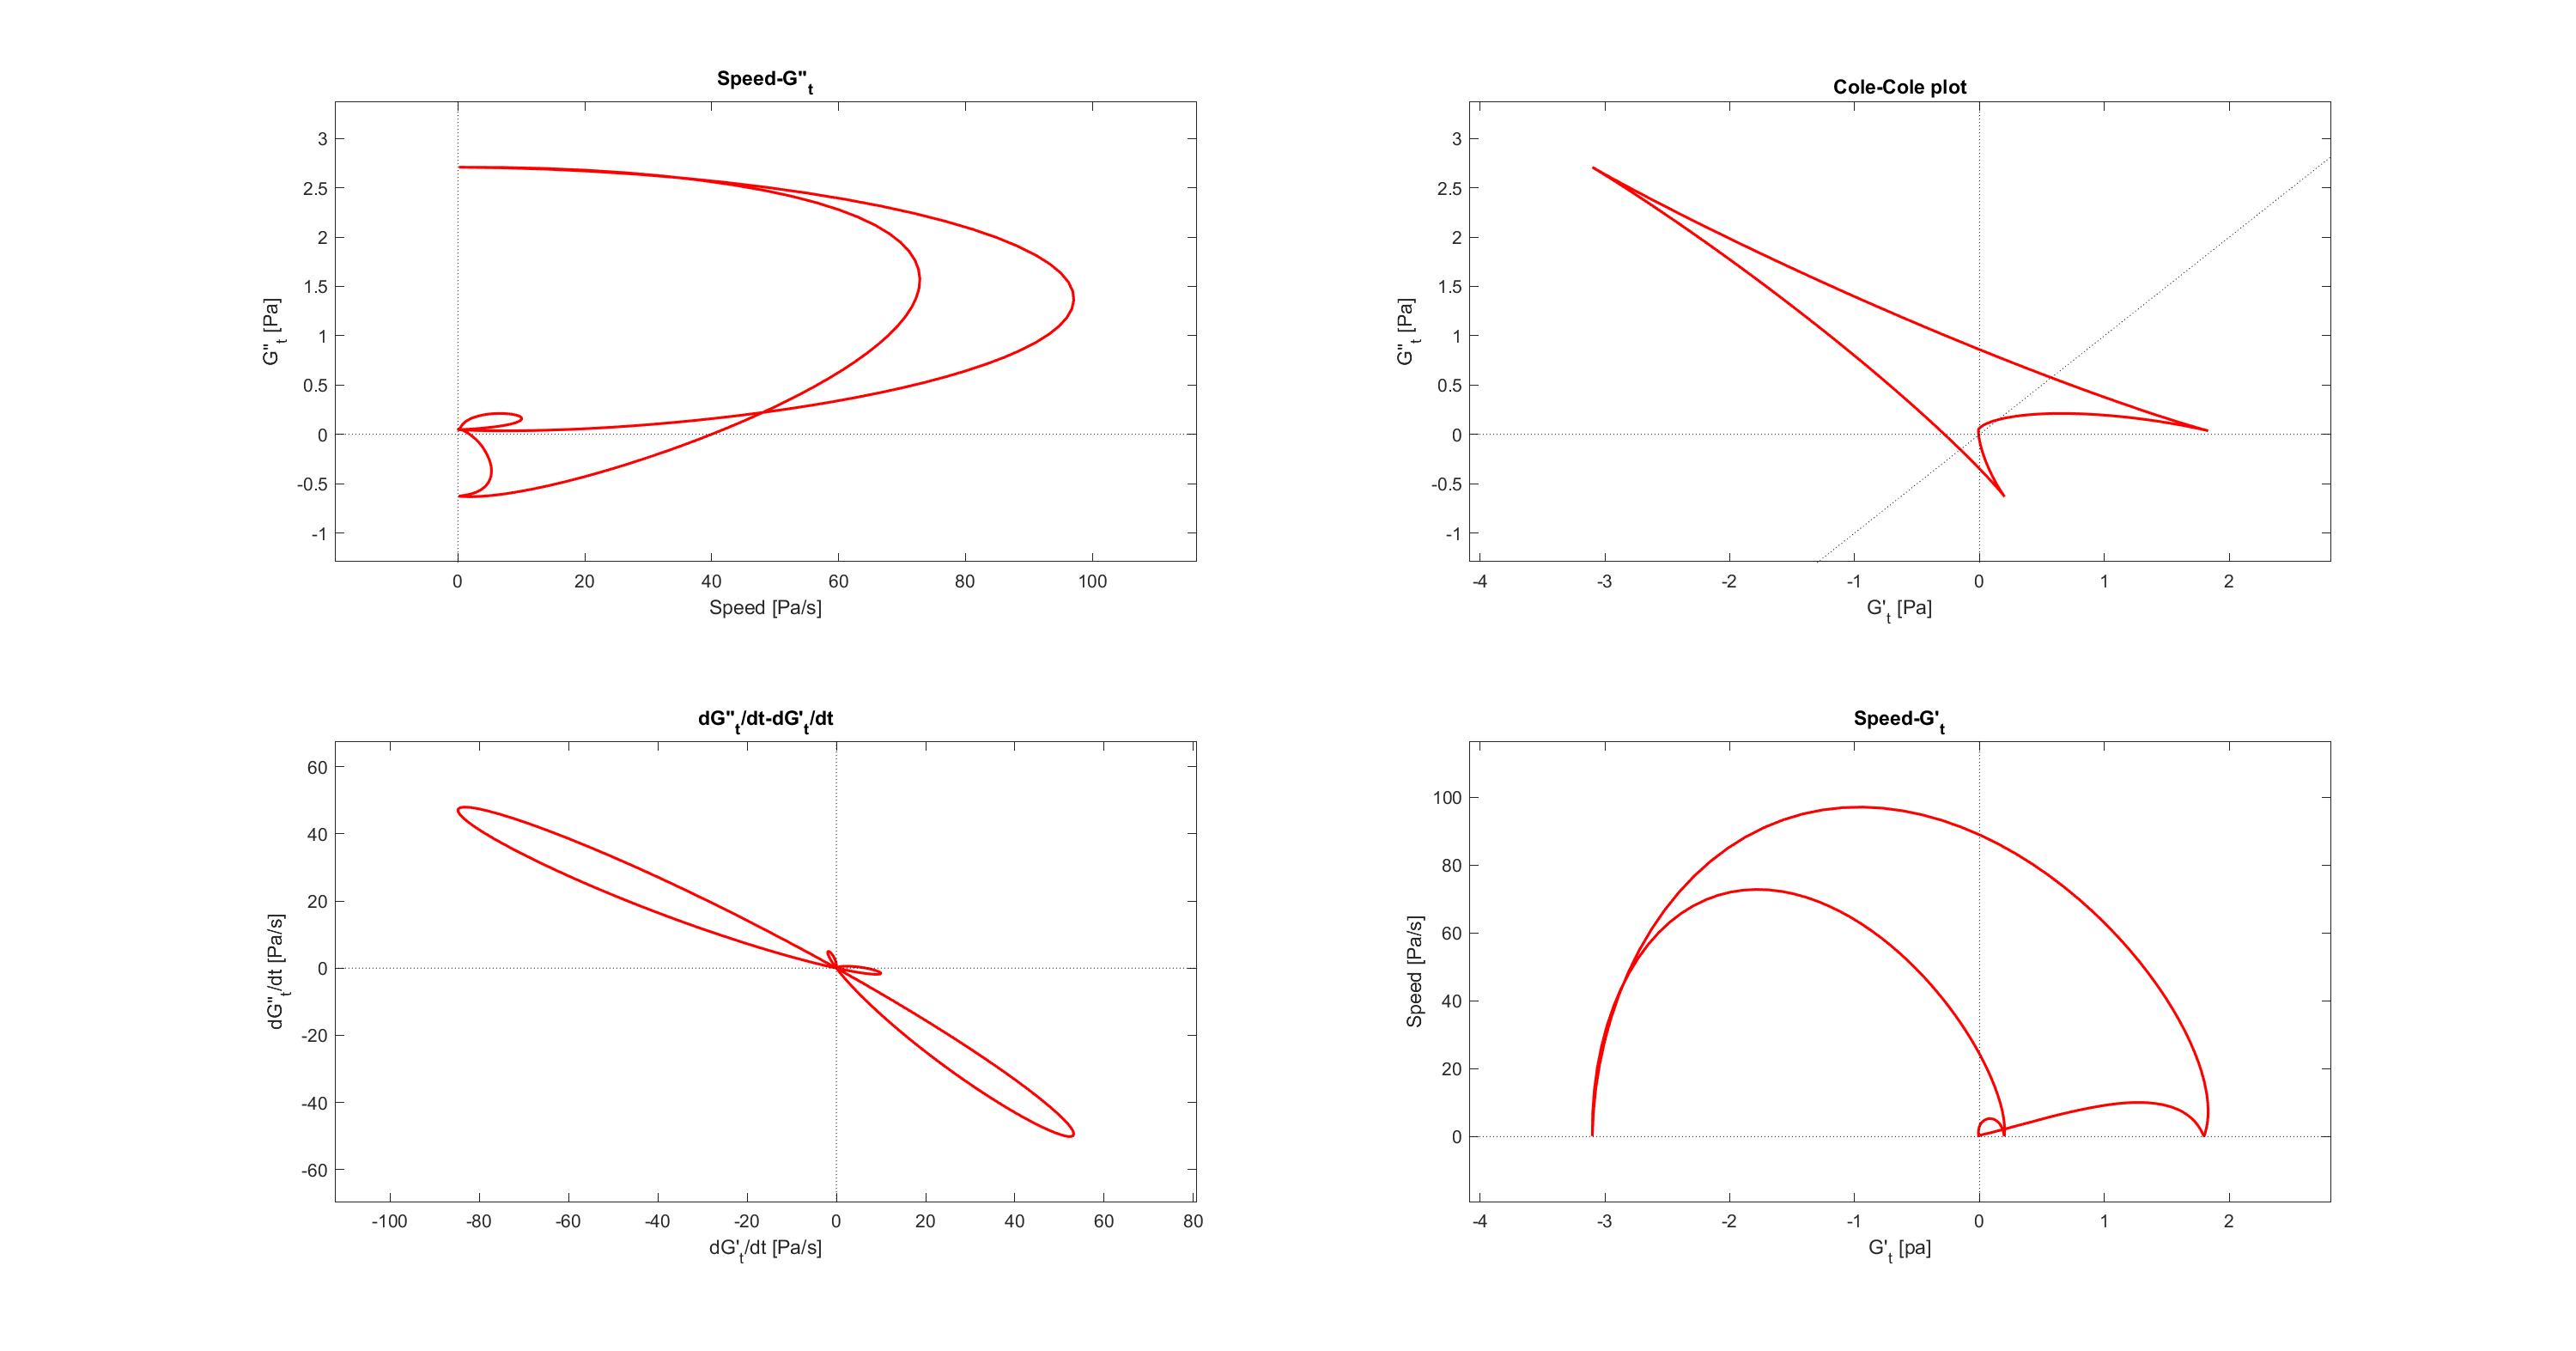 Speed-G"t
3
2.5
2
1.5
1
0.5
0
-0.5
-1
G"t [Pa]
0 20 40 60 80 100
Speed [Pa/s]
Cole-Cole plot
3
2.5
2
1.5
1
0.5
0
-0.5
-1
G"t [Pa]
-4 -3 -2 -1 0 1 2
G't [Pa]
dG"t/dt-dG't/dt
60
40
20
0
-20
-40
-60
dG"t/dt [Pa/s]
-100 -80 -60 -40 -20 0 20 40 60 80
dG't/dt [Pa/s]
Speed-G't
100
80
60
40
20
0
Speed [Pa/s]
-4 -3 -2 -1 0 1 2
G't [pa]